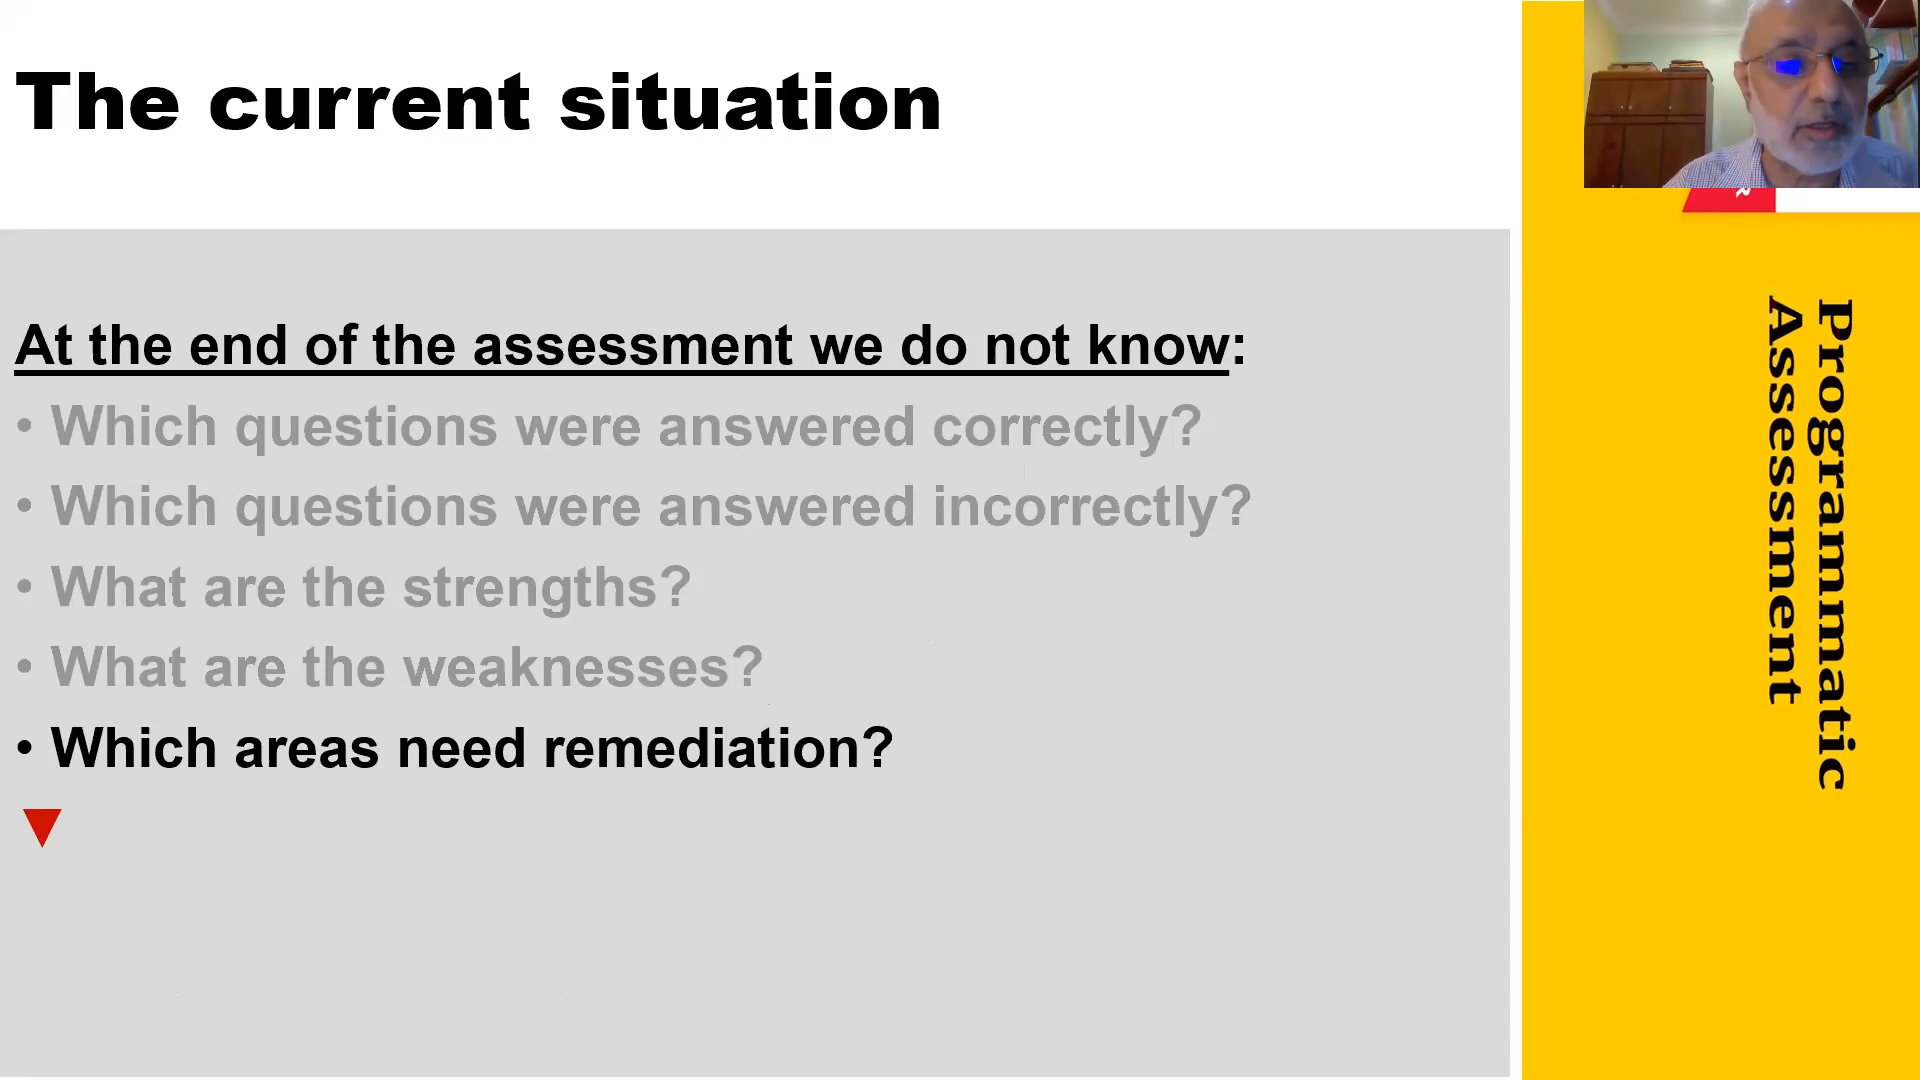 The current situation
At the end of the assessment we do not know:
• Which questions were answered correctly?
• Which questions were answered incorrectly?
• What are the strengths?
• What are the weaknesses?
• Which areas need remediation?
Programmatic
Assessment